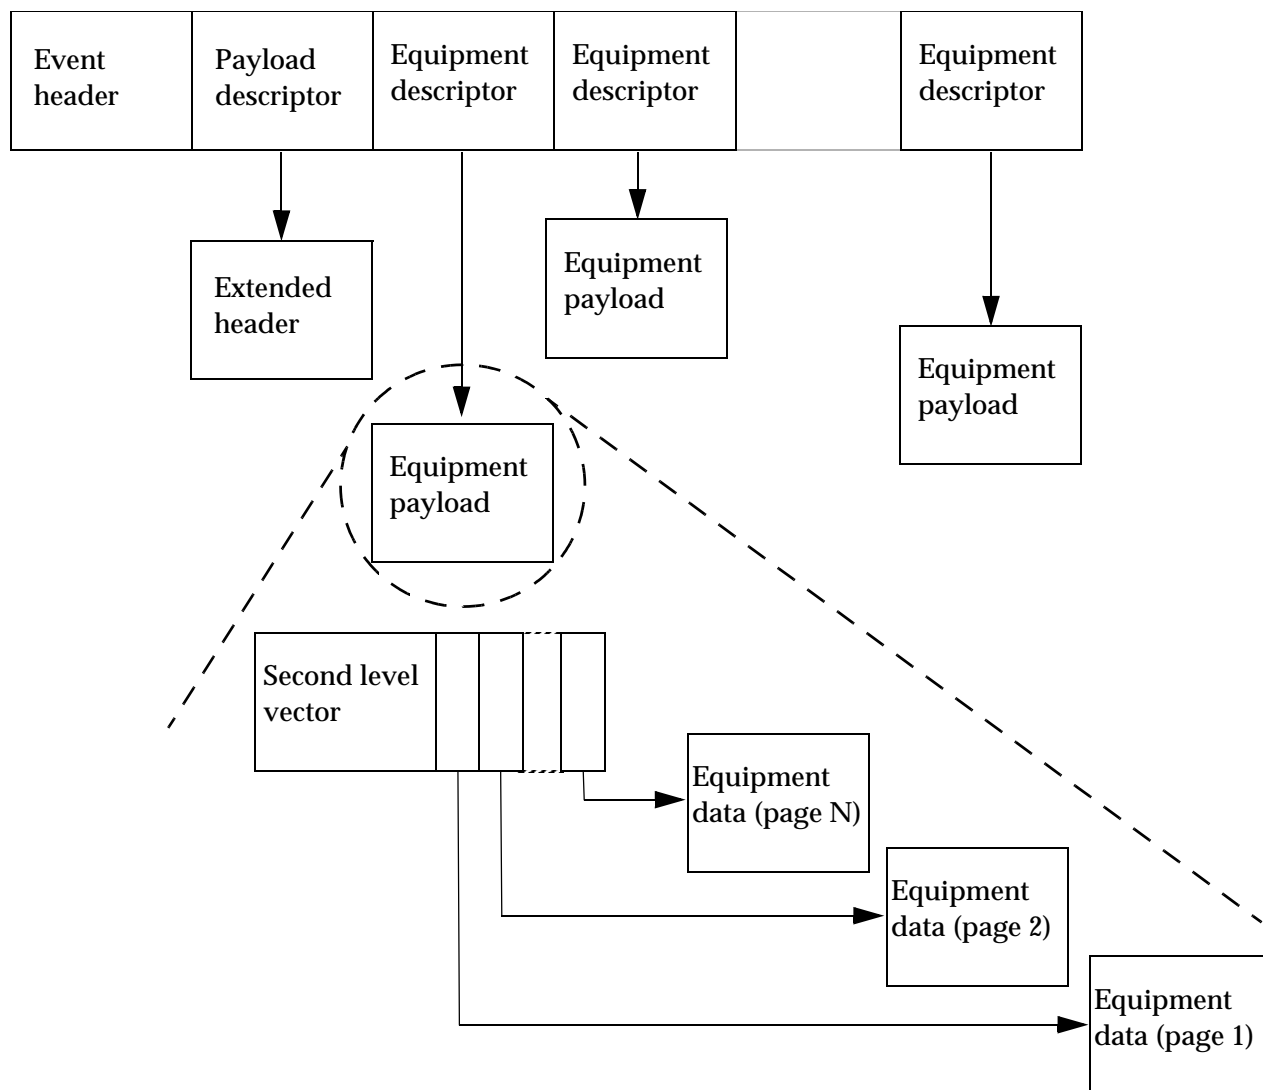 Event
header
Payload
descriptor
Equipment
descriptor
Equipment
descriptor
Equipment
descriptor
Extended
header
Equipment
payload
Equipment
payload
Equipment
payload
Second level
vector
Equipment
data (page N)
Equipment
data (page 2)
Equipment
data (page 1)